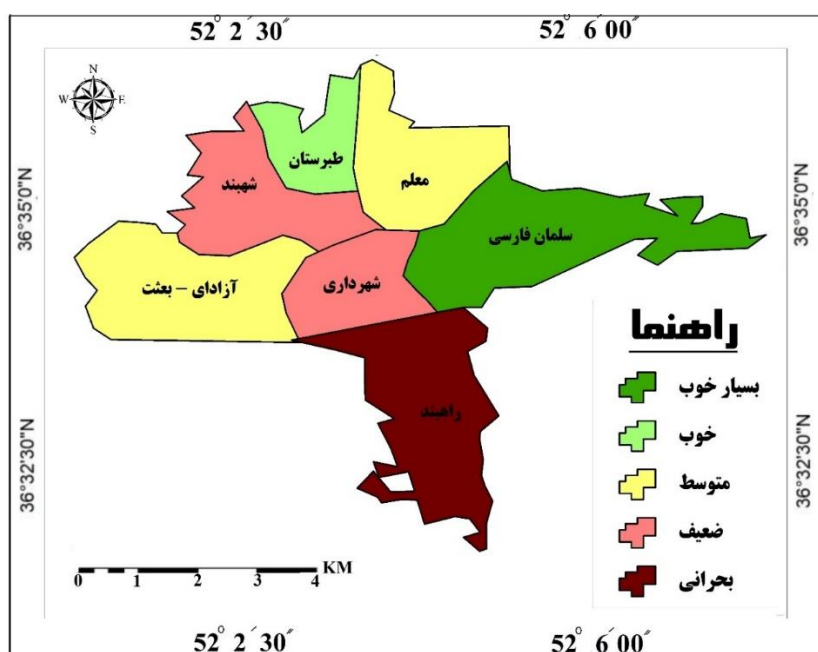 52° 2′ 30″
52° 6′ 00″
N
W E
S
طبرستان
معلم
شهبند
36°35'0"N
36°35'0"N
سلمان فارسی
آزادای – بعثت
شهرداری
راهنما
بسیار خوب
راهبند
خوب
36°32'30"N
36°32'30"N
متوسط
ضعیف
KM
0 1 2 3 4
بحرانی
52° 2′ 30″
52° 6′ 00″